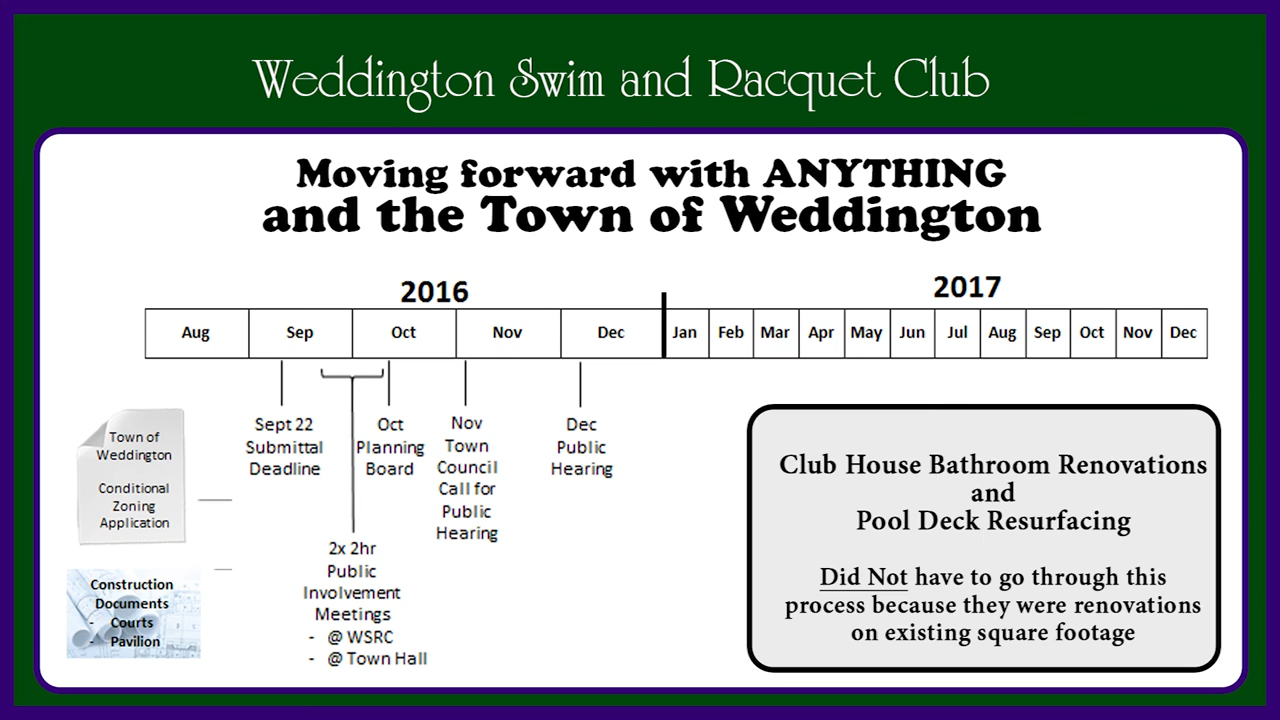 Weddington Swim and Racquet Club
Moving forward with ANYTHING
and the Town of Weddington
2016
2017
Aug Sep Oct Nov Dec Jan Feb Mar Apr May Jun Jul Aug Sep Oct Nov Dec
Town of
Weddington
Conditional
Zoning
Application
Construction
Documents
- Courts
- Pavilion
Sept 22
Submittal
Deadline
2x 2hr
Public
Involvement
Meetings
- @ WSRC
- @ Town Hall
Oct
Planning
Board
Nov
Town
Council
Call for
Public
Hearing
Dec
Public
Hearing
Club House Bathroom Renovations
and
Pool Deck Resurfacing
Did Not have to go through this
process because they were renovations
on existing square footage